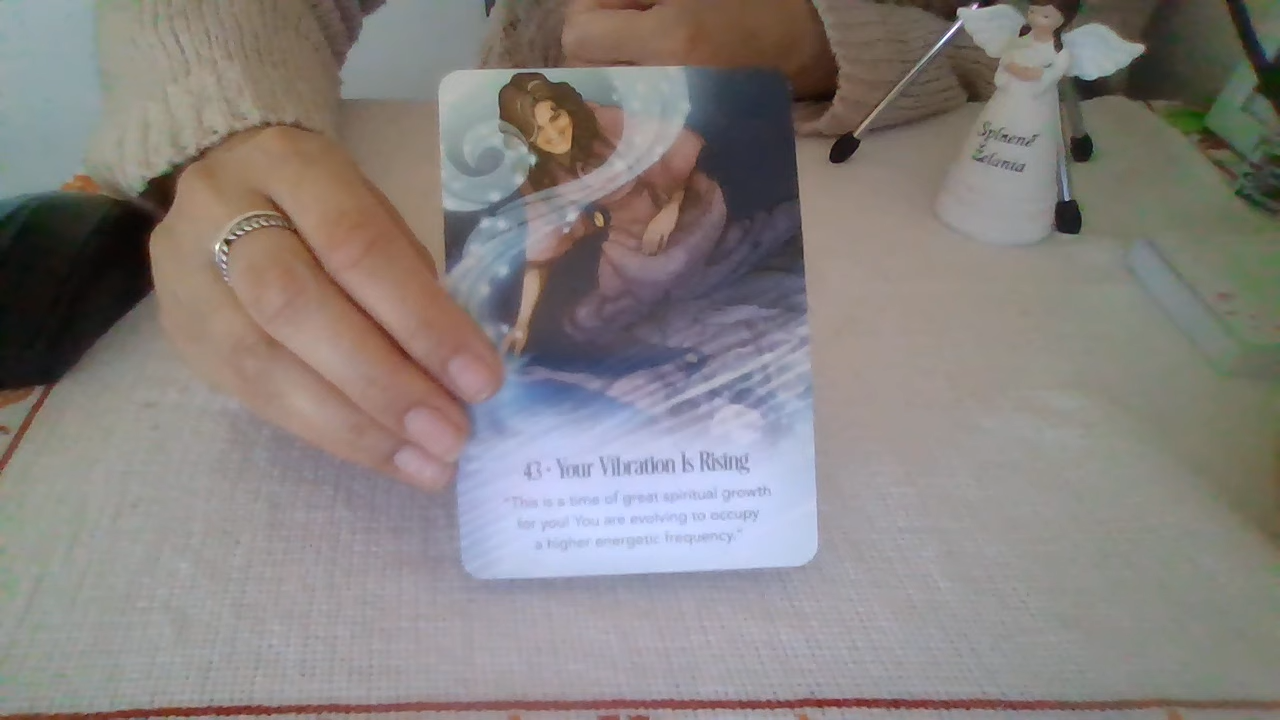 Splnené
Želania
43 • Your Vibration Is Rising
"This is a time of great spiritual growth
for you! You are evolving to occupy
a higher energetic frequency."